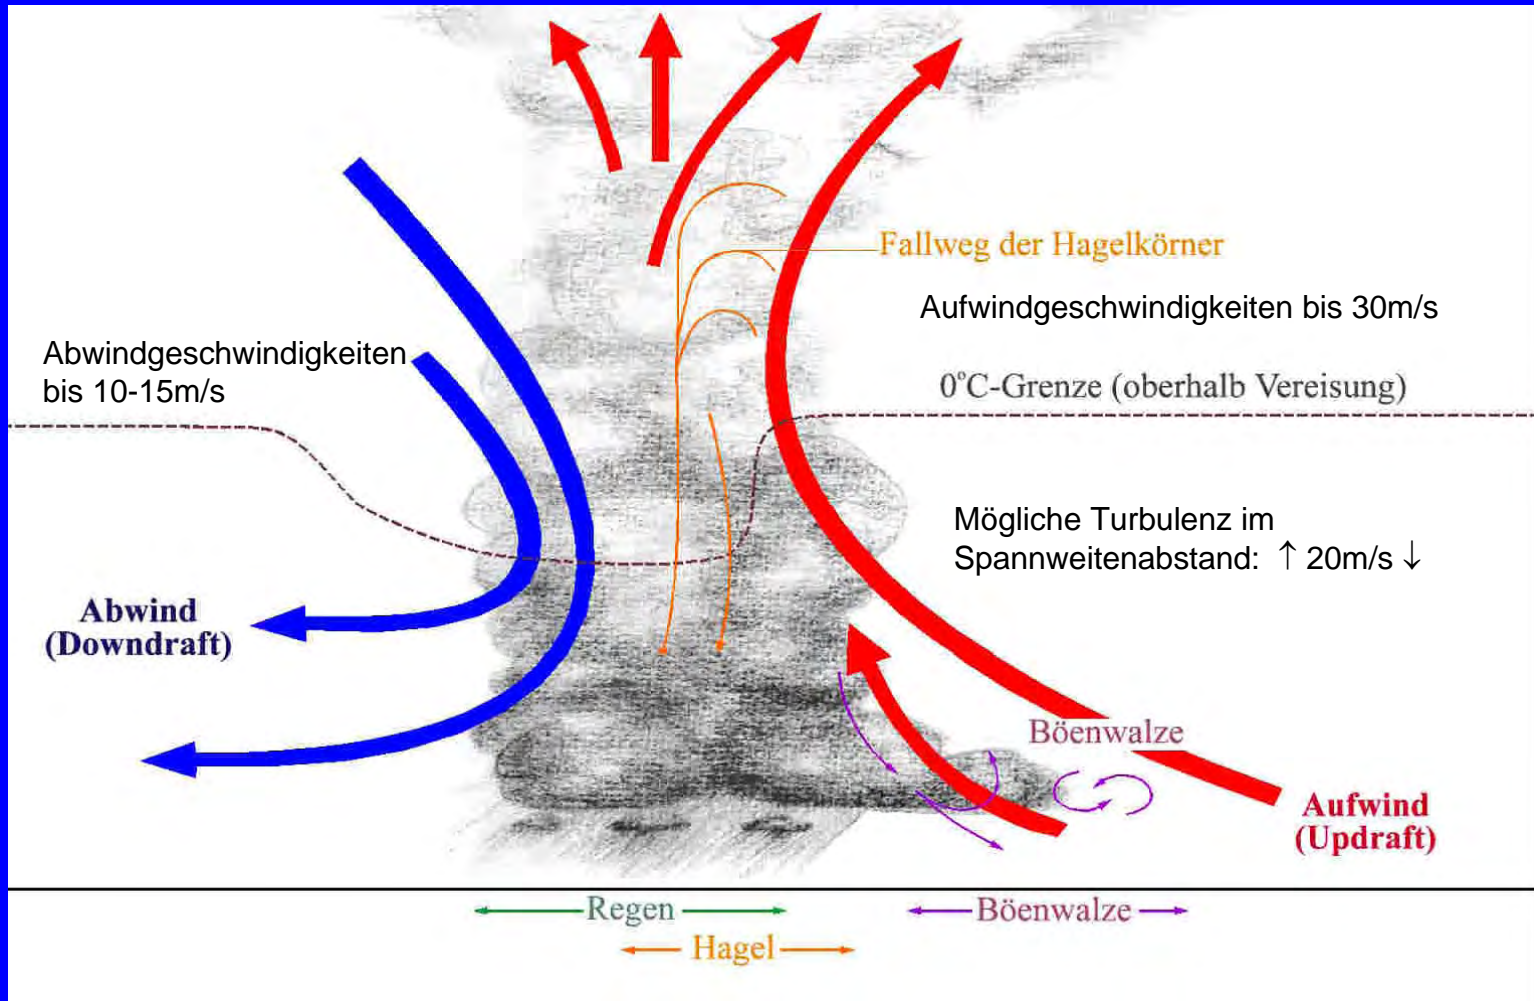 Fallweg der Hagelkörner
Aufwindgeschwindigkeiten bis 30m/s
Abwindgeschwindigkeiten
bis 10-15m/s
0°C-Grenze (oberhalb Vereisung)
Mögliche Turbulenz im
Spannweitenabstand: ↑ 20m/s ↓
Abwind
(Downdraft)
Böenwalze
Aufwind
(Updraft)
Regen
Böenwalze
Hagel